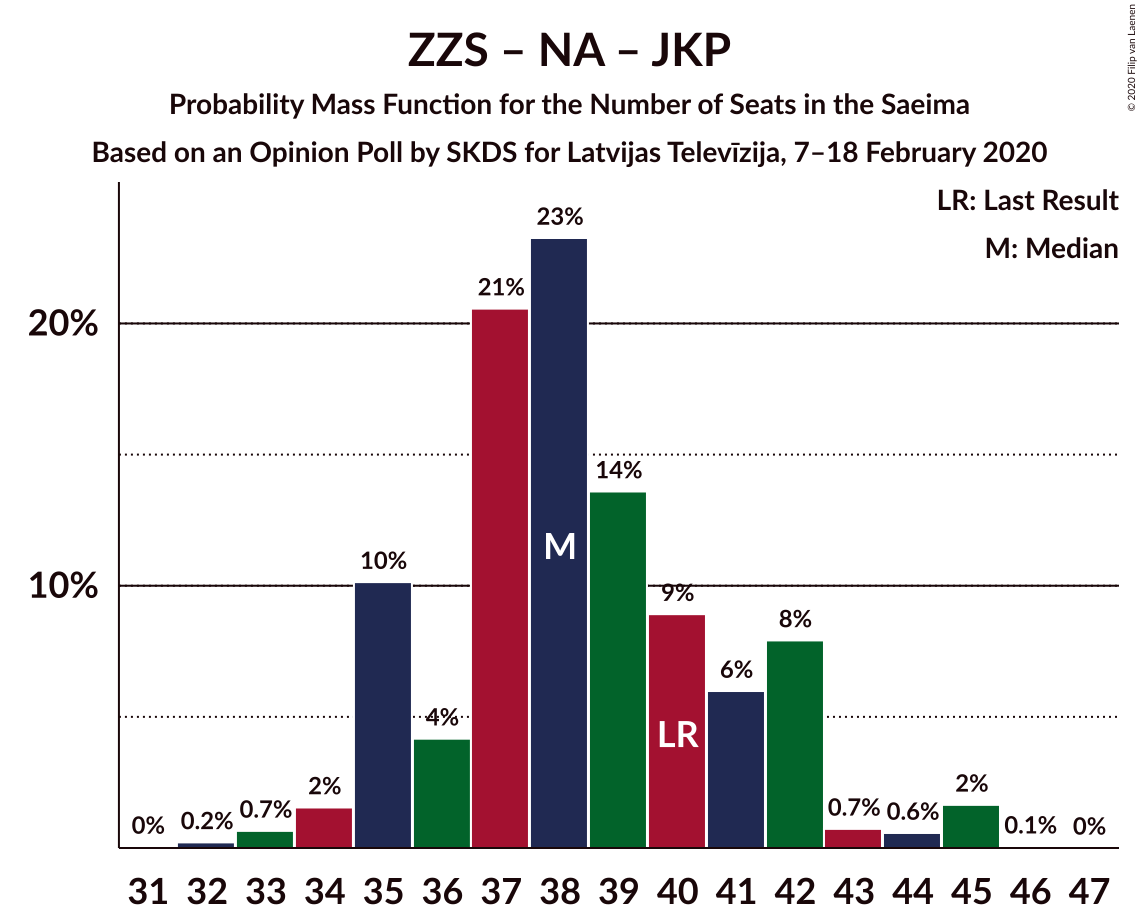 ZZS – NA – JKP
Probability Mass Function for the Number of Seats in the Saeima
Based on an Opinion Poll by SKDS for Latvijas Televīzija, 7–18 February 2020
© 2020 Filip van Laenen
LR: Last Result
M: Median
20%
10%
0%
0.2%
0.7%
2%
10%
4%
21%
23%
14%
9%
6%
8%
0.7%
0.6%
2%
0.1%
0%
M
LR
31 32 33 34 35 36 37 38 39 40 41 42 43 44 45 46 47